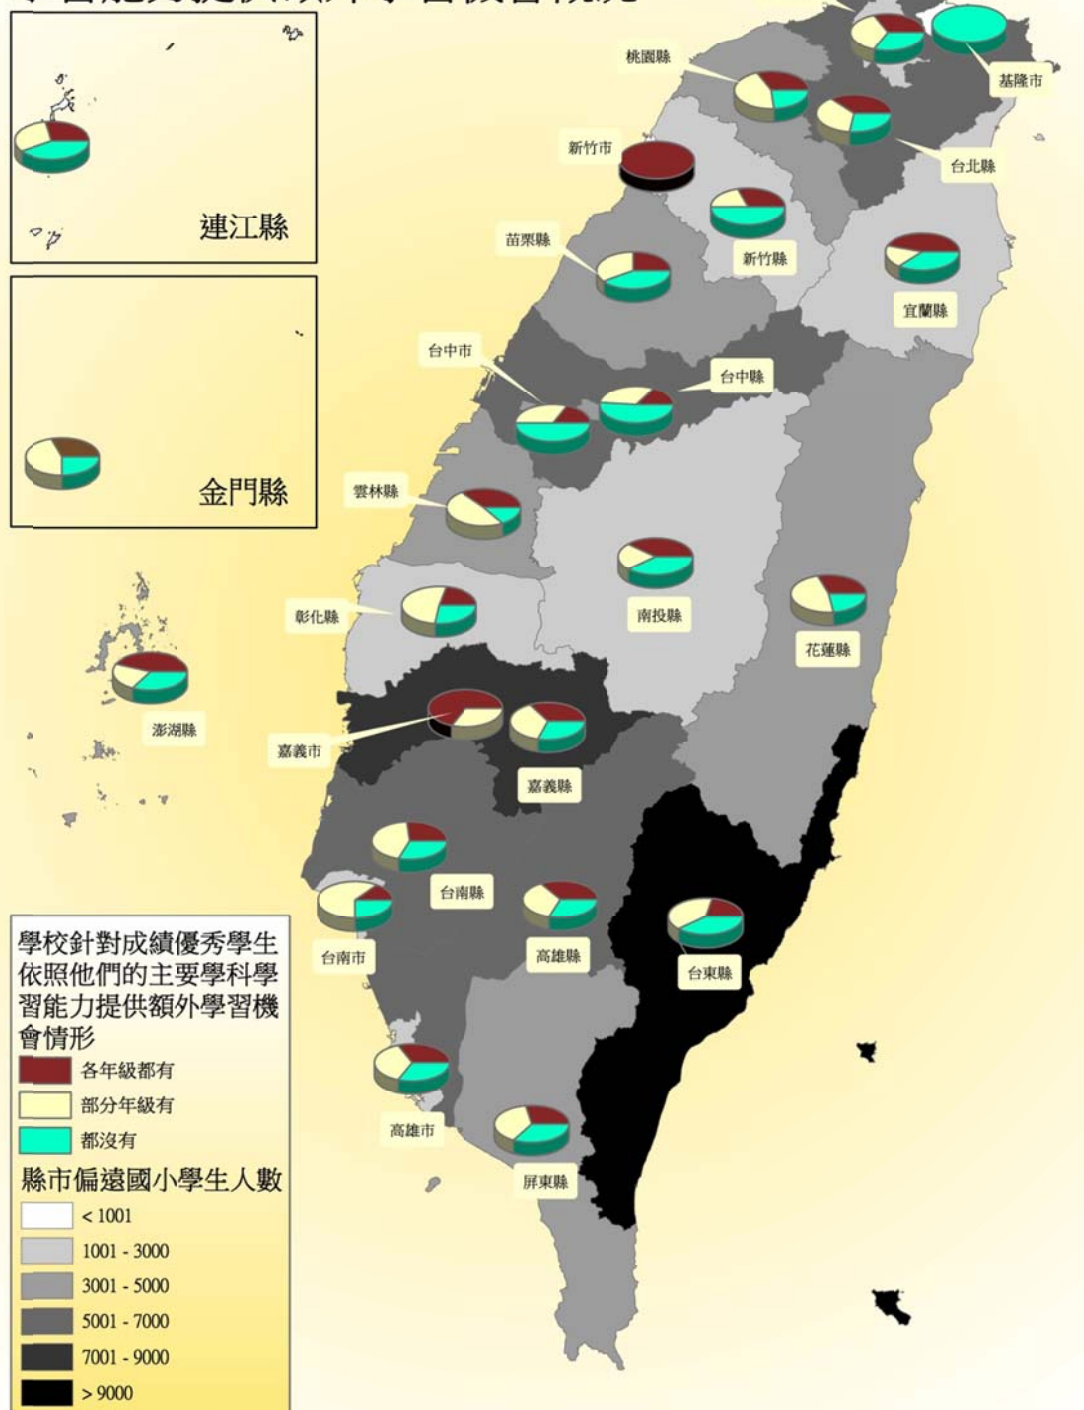 連江縣
金門縣
桃園縣
基隆市
新竹市
台北縣
苗栗縣
新竹縣
宜蘭縣
台中市
台中縣
雲林縣
彰化縣
南投縣
花蓮縣
澎湖縣
嘉義市
嘉義縣
台南縣
台南市
高雄縣
台東縣
高雄市
屏東縣
學校針對成績優秀學生
依照他們的主要學科學
習能力提供額外學習機
會情形
各年級都有
部分年級有
都沒有
縣市偏遠國小學生人數
< 1001
1001 - 3000
3001 - 5000
5001 - 7000
7001 - 9000
> 9000